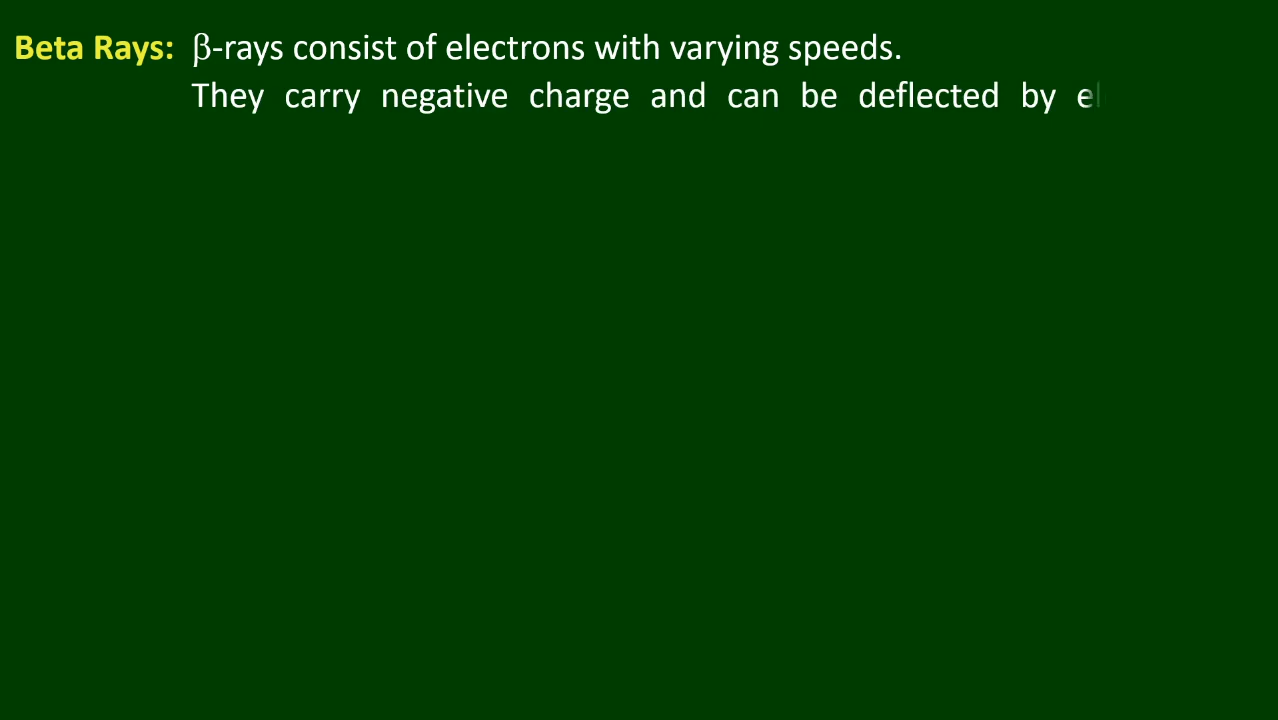 Beta Rays: β-rays consist of electrons with varying speeds.
They carry negative charge and can be deflected by